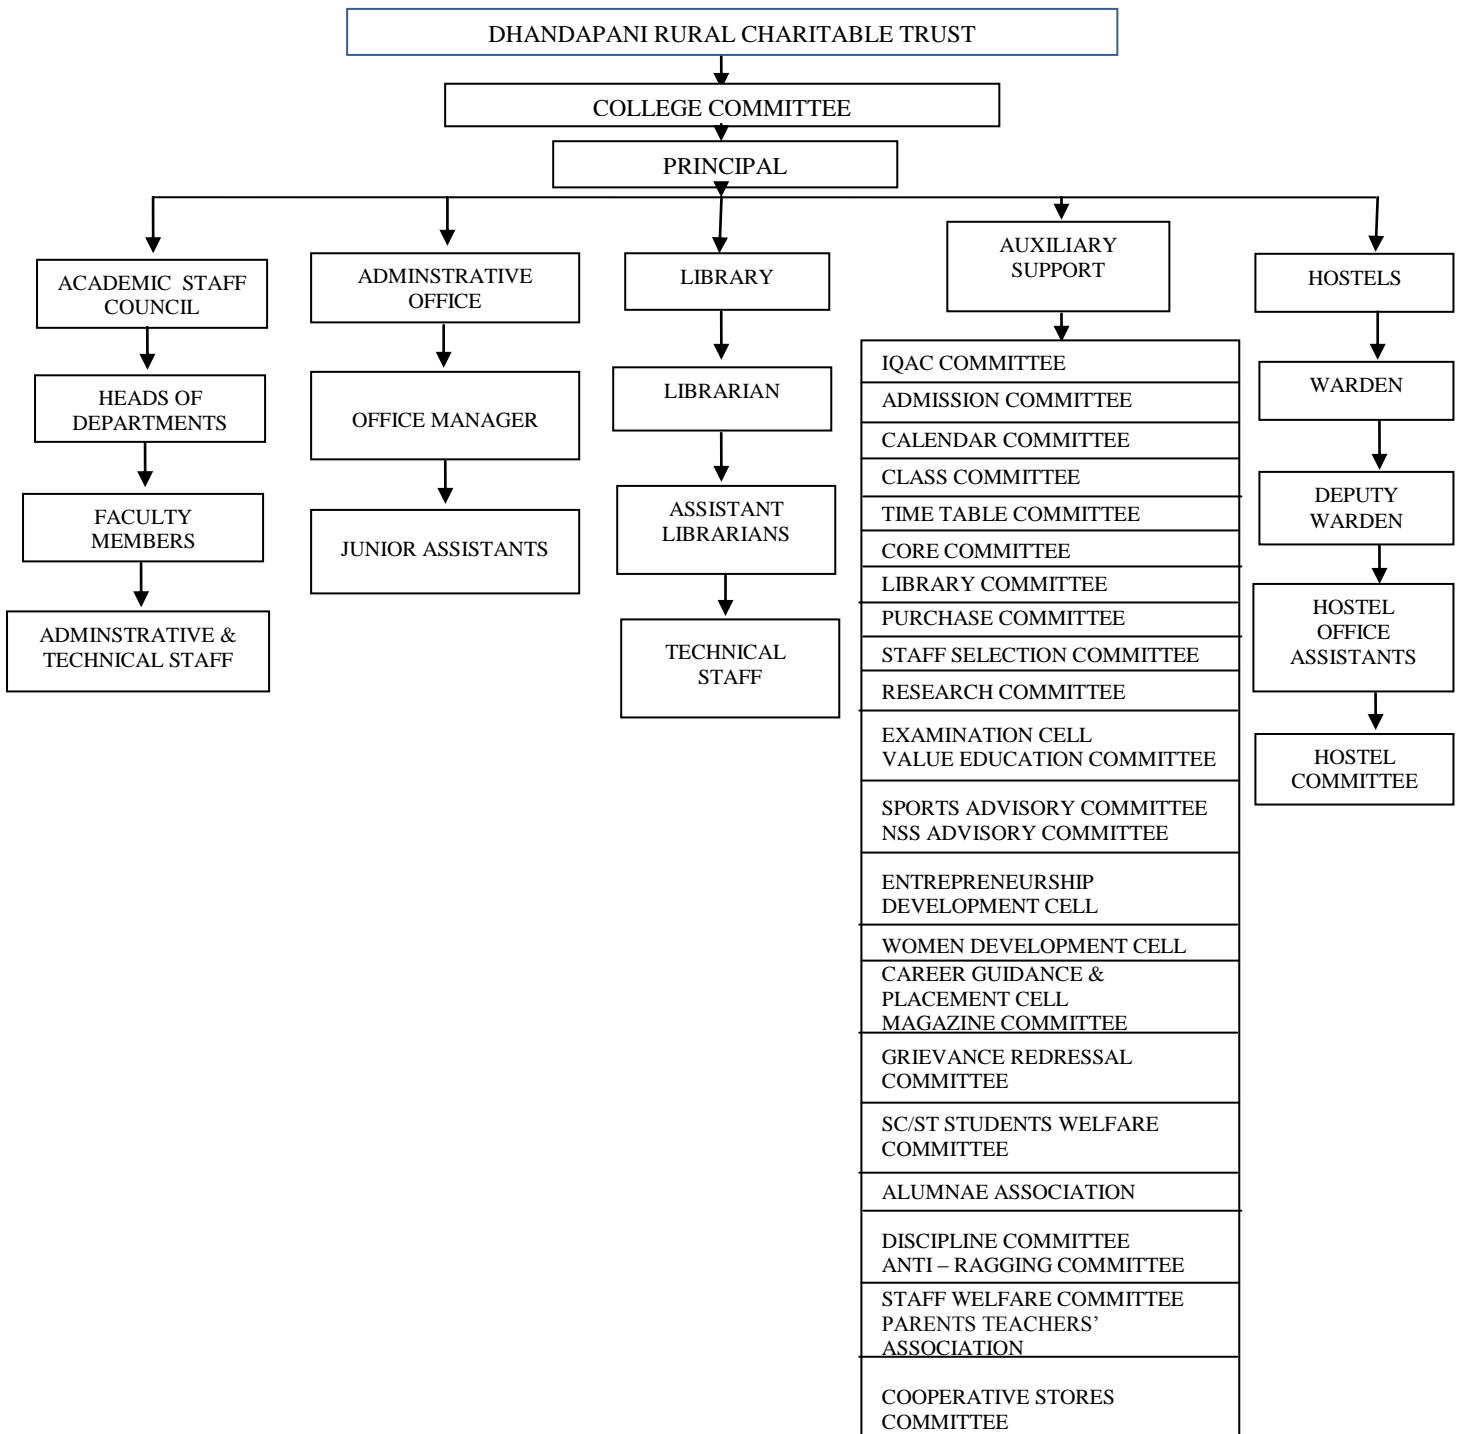 DHANDAPANI RURAL CHARITABLE TRUST
COLLEGE COMMITTEE
PRINCIPAL
ACADEMIC STAFF
COUNCIL
HEADS OF
DEPARTMENTS
FACULTY
MEMBERS
ADMINSTRATIVE &
TECHNICAL STAFF
ADMINSTRATIVE
OFFICE
OFFICE MANAGER
JUNIOR ASSISTANTS
LIBRARY
LIBRARIAN
ASSISTANT
LIBRARIANS
TECHNICAL
STAFF
AUXILIARY
SUPPORT
IQAC COMMITTEE
ADMISSION COMMITTEE
CALENDAR COMMITTEE
CLASS COMMITTEE
TIME TABLE COMMITTEE
CORE COMMITTEE
LIBRARY COMMITTEE
PURCHASE COMMITTEE
STAFF SELECTION COMMITTEE
RESEARCH COMMITTEE
EXAMINATION CELL
VALUE EDUCATION COMMITTEE
SPORTS ADVISORY COMMITTEE
NSS ADVISORY COMMITTEE
ENTREPRENEURSHIP
DEVELOPMENT CELL
WOMEN DEVELOPMENT CELL
CAREER GUIDANCE &
PLACEMENT CELL
MAGAZINE COMMITTEE
GRIEVANCE REDRESSAL
COMMITTEE
SC/ST STUDENTS WELFARE
COMMITTEE
ALUMNAE ASSOCIATION
DISCIPLINE COMMITTEE
ANTI – RAGGING COMMITTEE
STAFF WELFARE COMMITTEE
PARENTS TEACHERS’
ASSOCIATION
COOPERATIVE STORES
COMMITTEE
HOSTELS
WARDEN
DEPUTY
WARDEN
HOSTEL
OFFICE
ASSISTANTS
HOSTEL
COMMITTEE